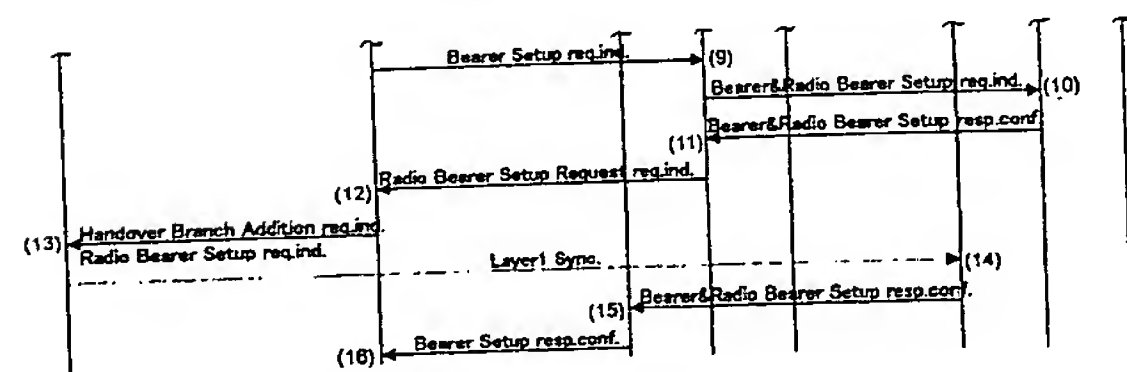 Bearer Setup req.ind.
(9)
Bearer&Radio Bearer Setup req.ind.
(10)
Bearer&Radio Bearer Setup resp.conf.
(11)
Radio Bearer Setup Request req.ind.
(12)
Handover Branch Addition req.ind.
(13)
Radio Bearer Setup req.ind.
Layer1 Sync.
(14)
Bearer&Radio Bearer Setup resp.conf.
(15)
Bearer Setup resp.conf.
(16)